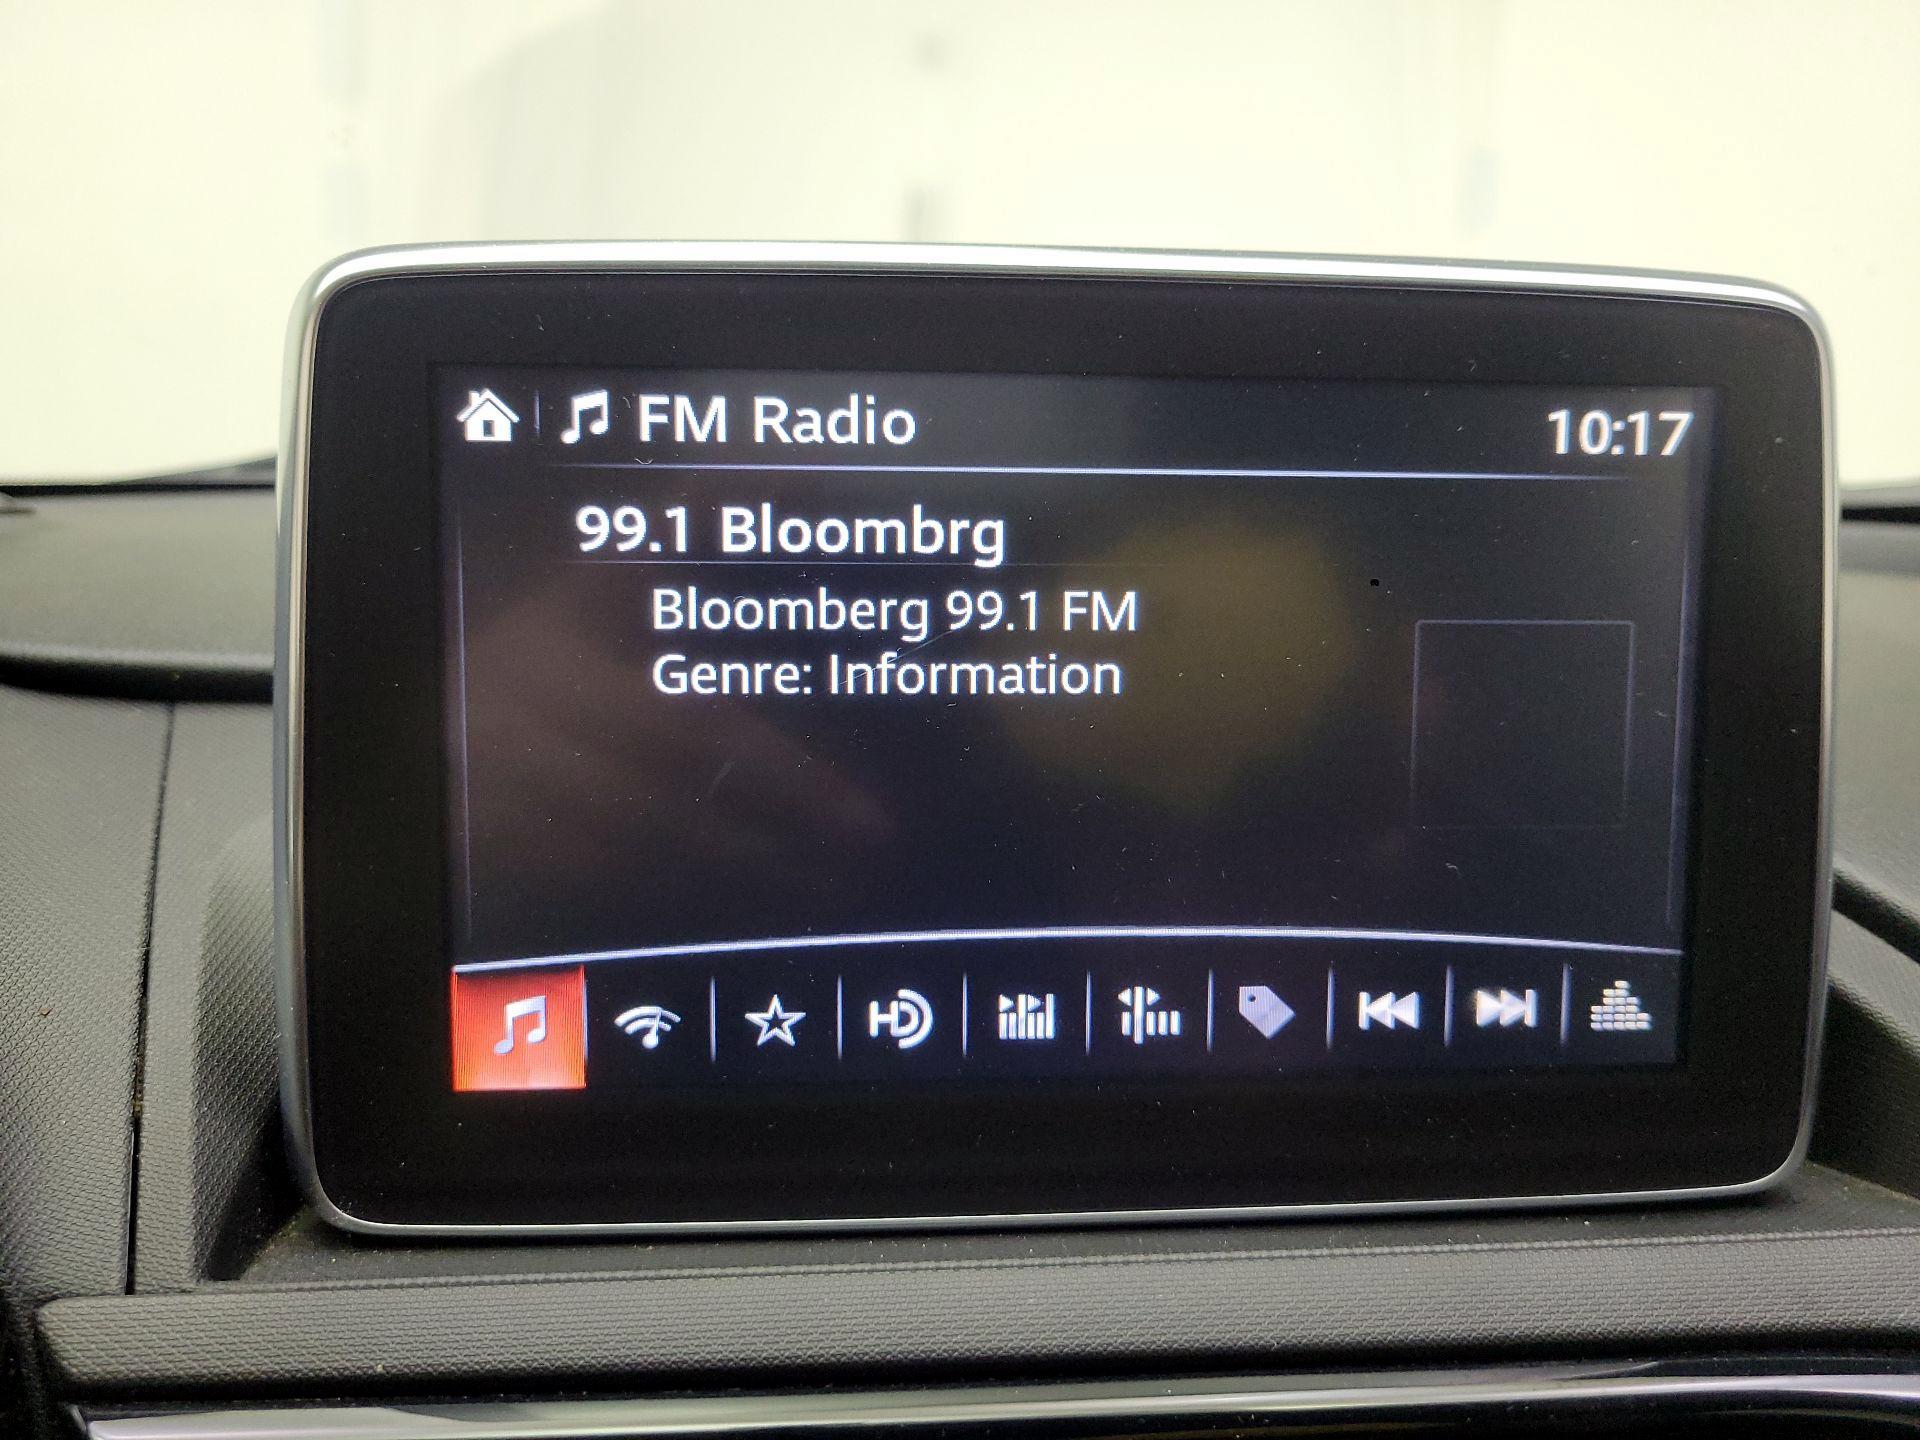 FM Radio
10:17
99.1 Bloombrg
Bloomberg 99.1 FM
Genre: Information
HD